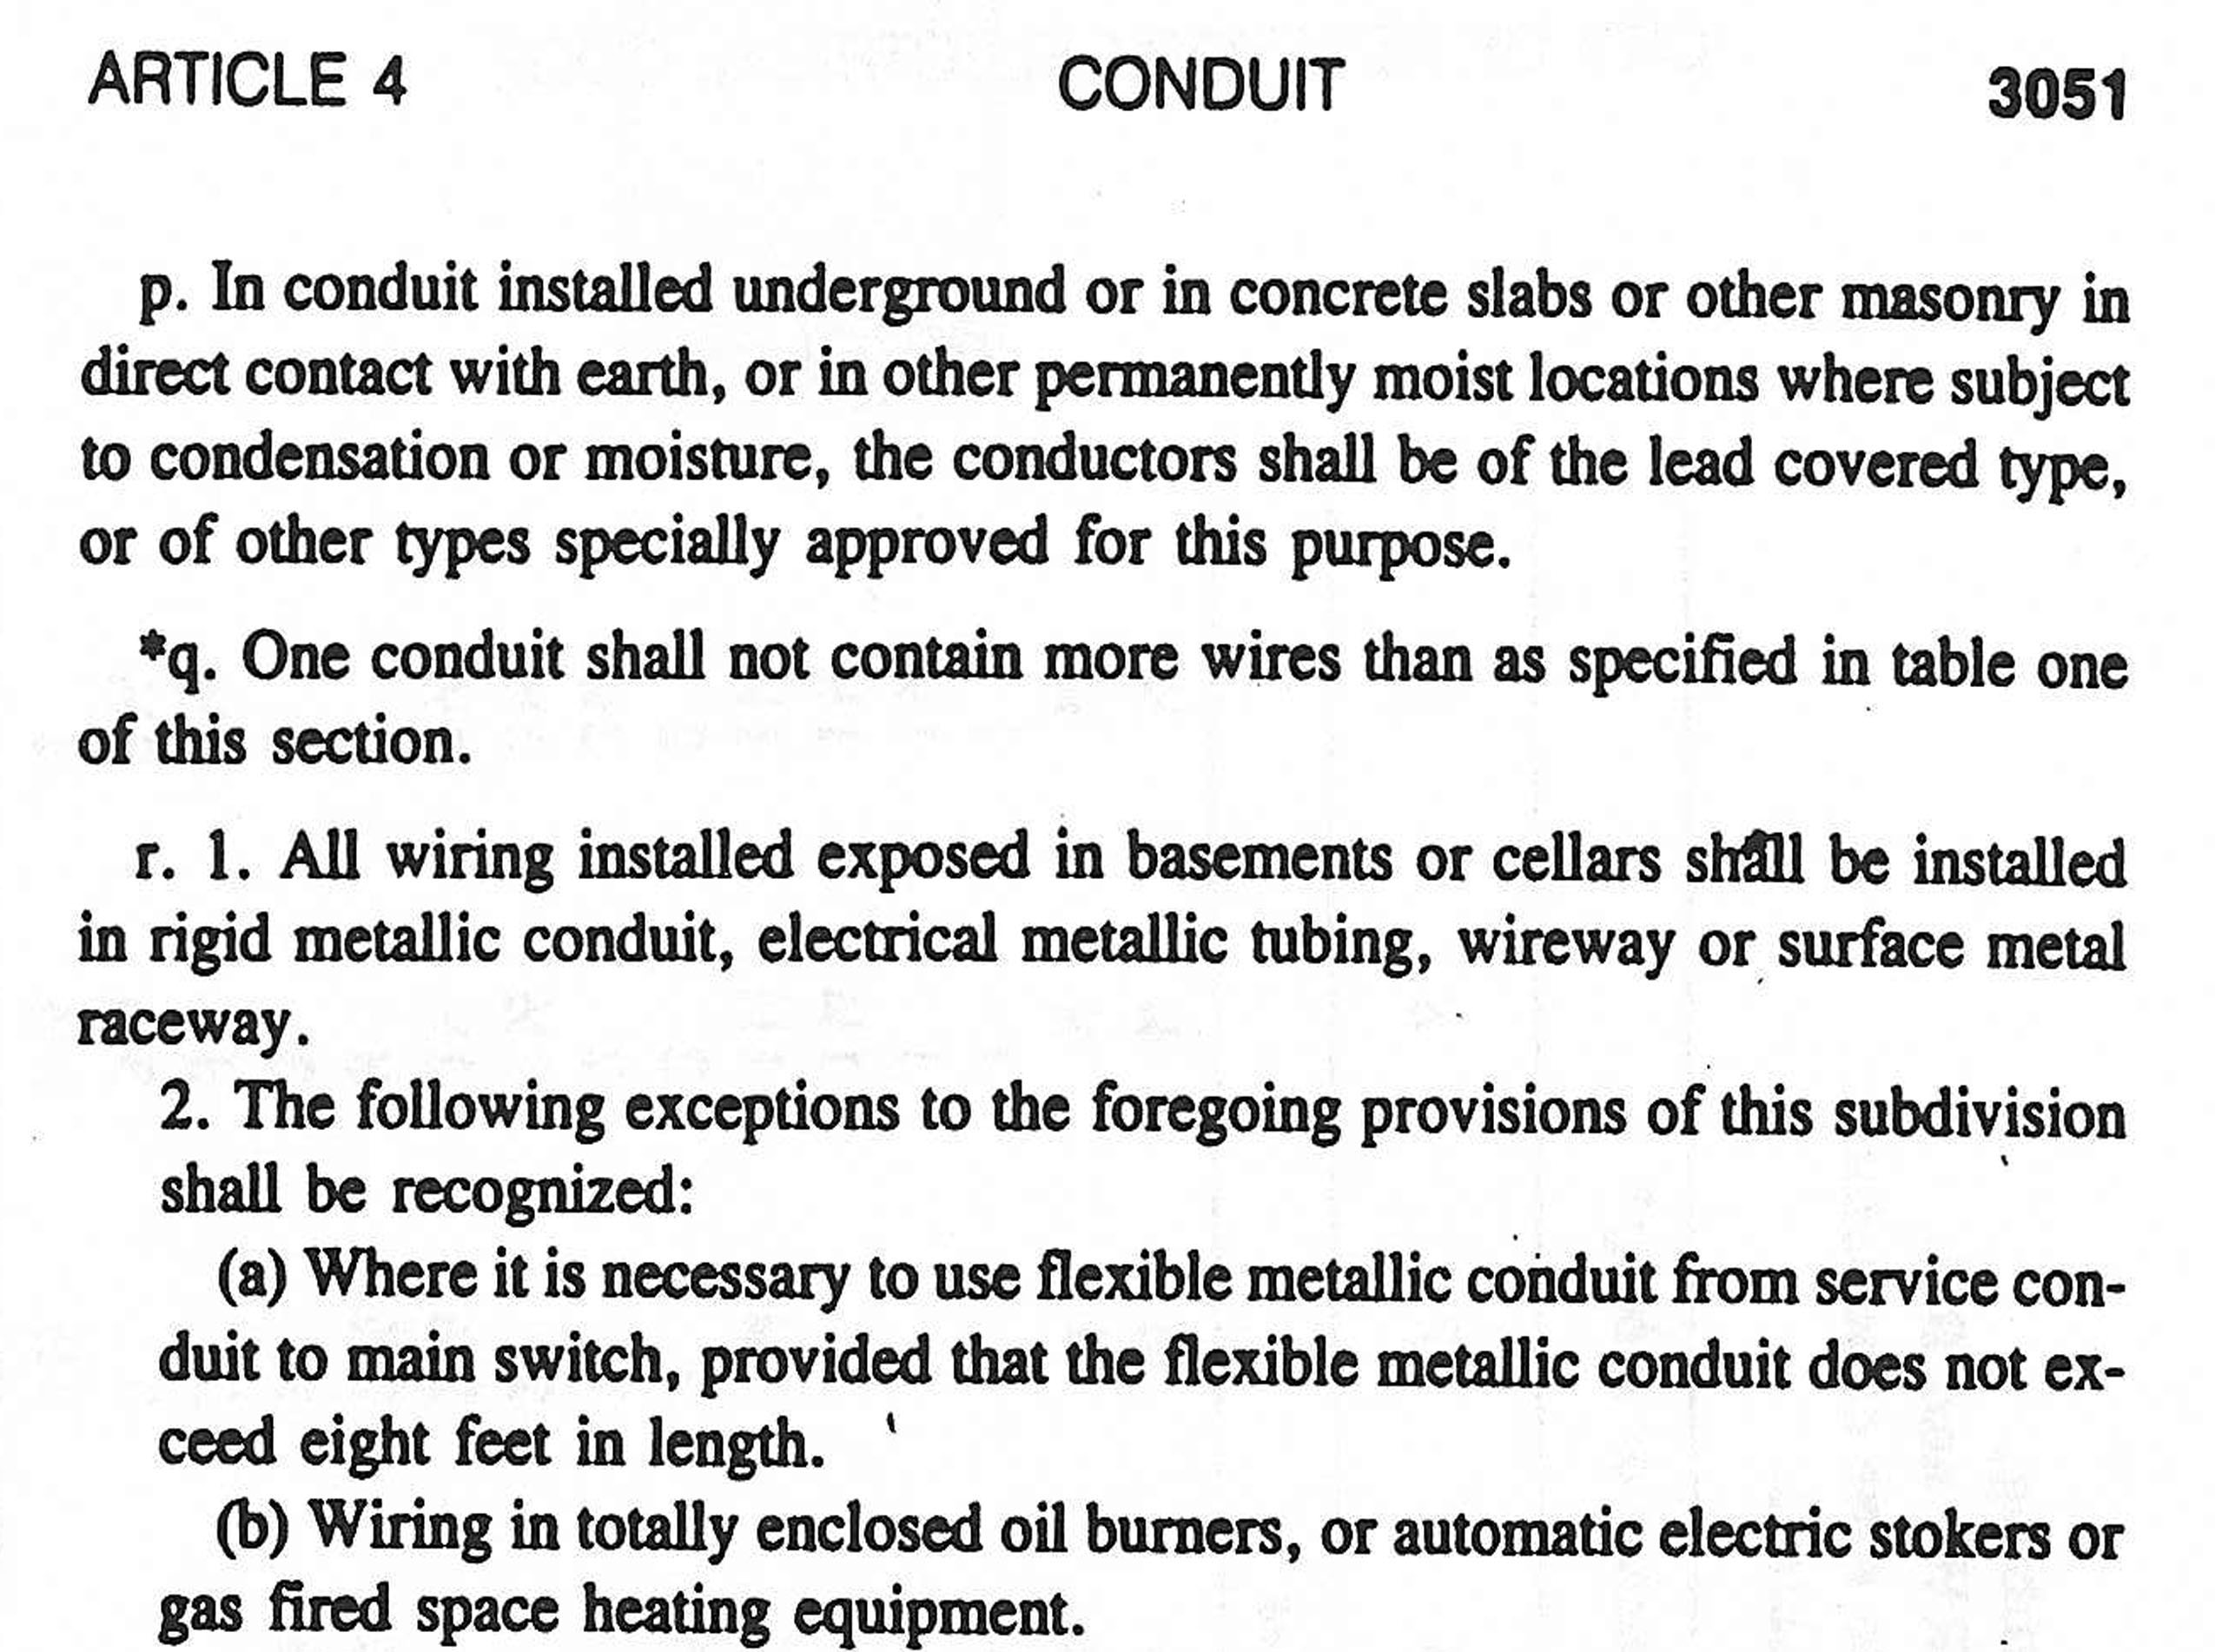 ARTICLE 4 CONDUIT 3051
p. In conduit installed underground or in concrete slabs or other masonry in
direct contact with earth, or in other permanently moist locations where subject
to condensation or moisture, the conductors shall be of the lead covered type,
or of other types specially approved for this purpose.
*q. One conduit shall not contain more wires than as specified in table one
of this section.
r. 1. All wiring installed exposed in basements or cellars shall be installed
in rigid metallic conduit, electrical metallic tubing, wireway or surface metal
raceway.
2. The following exceptions to the foregoing provisions of this subdivision
shall be recognized:
(a) Where it is necessary to use flexible metallic conduit from service con-
duit to main switch, provided that the flexible metallic conduit does not ex-
ceed eight feet in length.
(b) Wiring in totally enclosed oil burners, or automatic electric stokers or
gas fired space heating equipment.